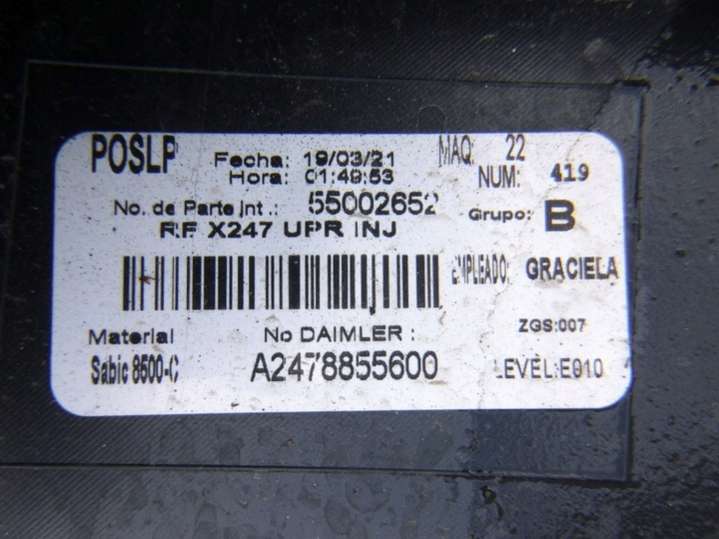 POSLP
Fecha: 19/03/21
MAQ: 22
Hora: 01:49:53
NUM: 419
No. de Parte Int.: 55002652
Grupo: B
RF X247 UPR INJ
EMPLEADO: GRACIELA
Material
No DAIMLER :
ZGS:007
Sabic 8500-C
A2478855600
LEVEL:E010